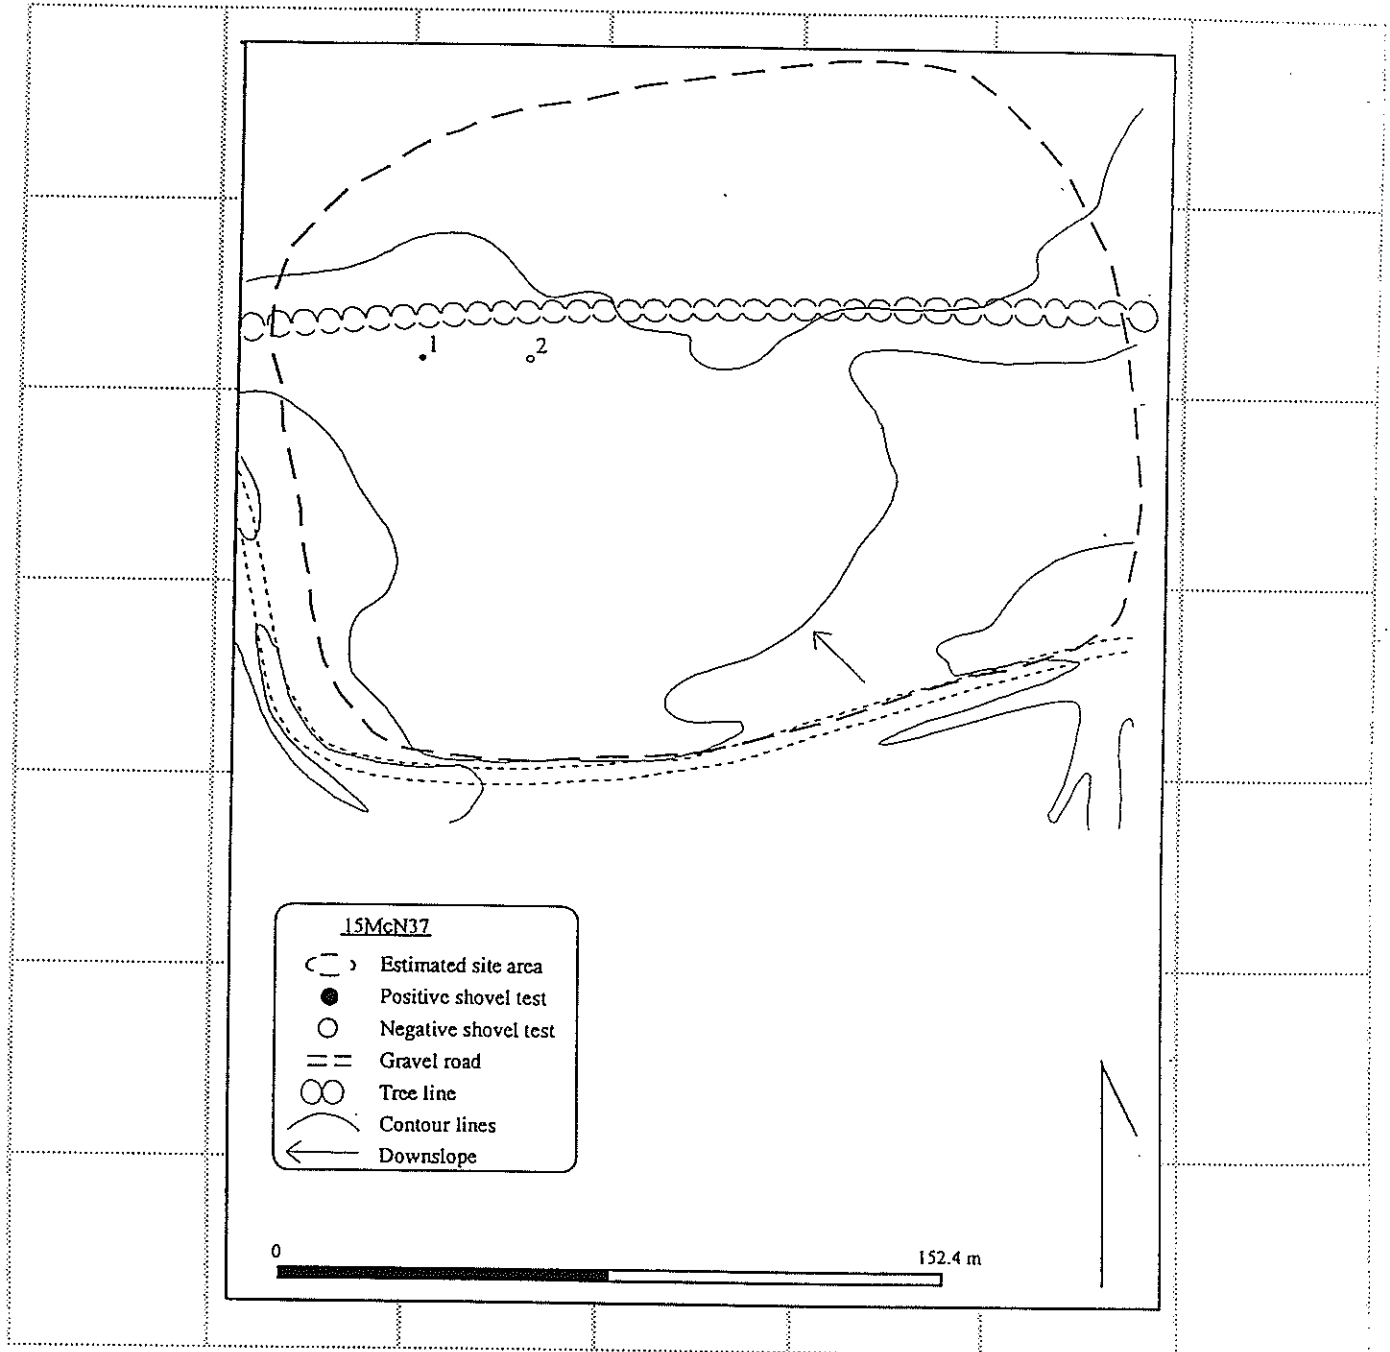 1
2
15McN37
Estimated site area
Positive shovel test
Negative shovel test
Gravel road
Tree line
Contour lines
Downslope
0
152.4 m